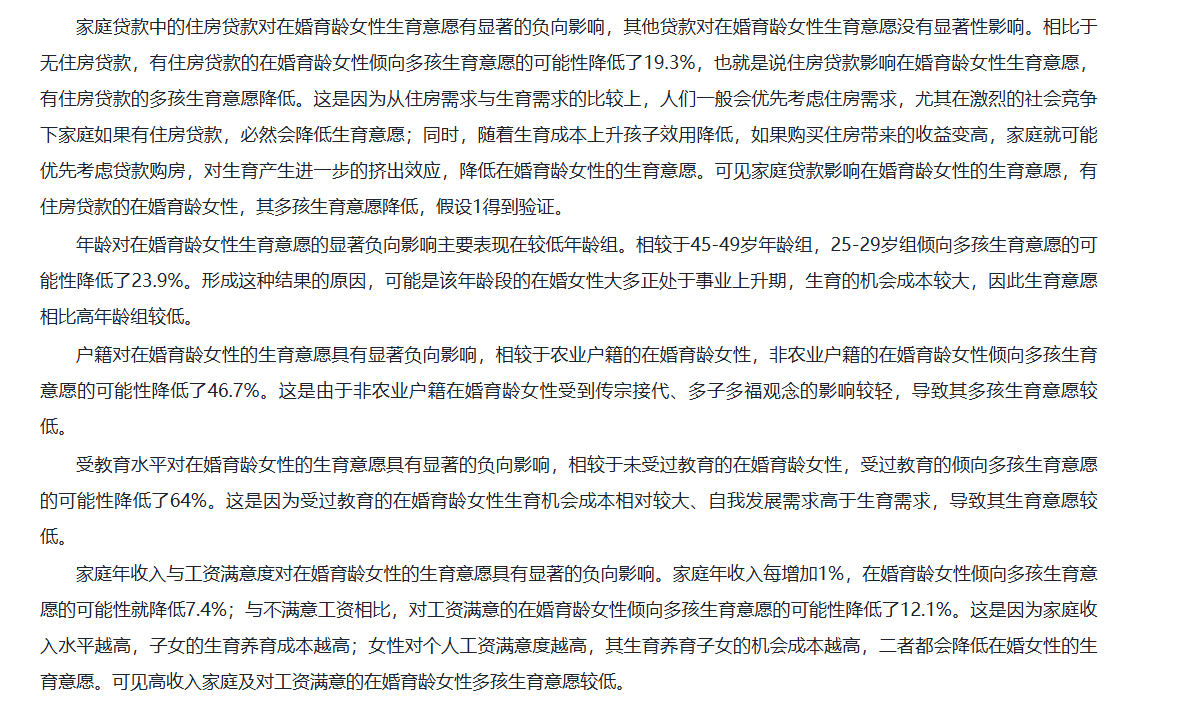 家庭贷款中的住房贷款对在婚育龄女性生育意愿有显著的负向影响，其他贷款对在婚育龄女性生育意愿没有显著性影响。相比于
无住房贷款，有住房贷款的在婚育龄女性倾向多孩生育意愿的可能性降低了19.3%，也就是说住房贷款影响在婚育龄女性生育意愿，
有住房贷款的多孩生育意愿降低。这是因为从住房需求与生育需求的比较上，人们一般会优先考虑住房需求，尤其在激烈的社会竞争
下家庭如果有住房贷款，必然会降低生育意愿；同时，随着生育成本上升孩子效用降低，如果购买住房带来的收益变高，家庭就可能
优先考虑贷款购房，对生育产生进一步的挤出效应，降低在婚育龄女性的生育意愿。可见家庭贷款影响在婚育龄女性的生育意愿，有
住房贷款的在婚育龄女性，其多孩生育意愿降低，假设1得到验证。
年龄对在婚育龄女性生育意愿的显著负向影响主要表现在较低年龄组。相较于45-49岁年龄组，25-29岁组倾向多孩生育意愿的可
能性降低了23.9%。形成这种结果的原因，可能是该年龄段的在婚女性大多正处于事业上升期，生育的机会成本较大，因此生育意愿
相比高年龄组较低。
户籍对在婚育龄女性的生育意愿具有显著负向影响，相较于农业户籍的在婚育龄女性，非农业户籍的在婚育龄女性倾向多孩生育
意愿的可能性降低了46.7%。这是由于非农业户籍在婚育龄女性受到传宗接代、多子多福观念的影响较轻，导致其多孩生育意愿较
低。
受教育水平对在婚育龄女性的生育意愿具有显著的负向影响，相较于未受过教育的在婚育龄女性，受过教育的倾向多孩生育意愿
的可能性降低了64%。这是因为受过教育的在婚育龄女性生育机会成本相对较大、自我发展需求高于生育需求，导致其生育意愿较
低。
家庭年收入与工资满意度对在婚育龄女性的生育意愿具有显著的负向影响。家庭年收入每增加1%，在婚育龄女性倾向多孩生育意
愿的可能性就降低7.4%；与不满意工资相比，对工资满意的在婚育龄女性倾向多孩生育意愿的可能性降低了12.1%。这是因为家庭收
入水平越高，子女的生育养育成本越高；女性对个人工资满意度越高，其生育养育子女的机会成本越高，二者都会降低在婚女性的生
育意愿。可见高收入家庭及对工资满意的在婚育龄女性多孩生育意愿较低。